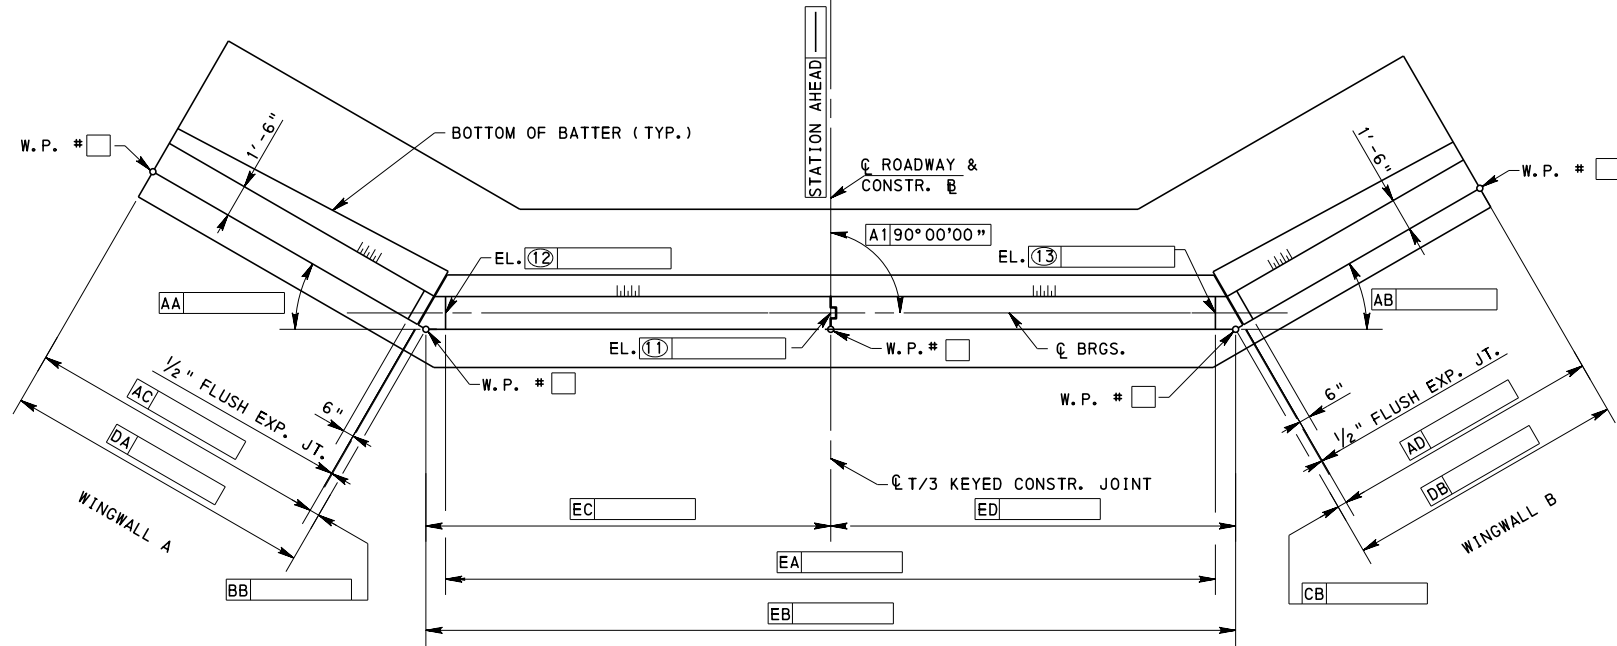 STATION AHEAD
W.P. #
1'-6"
BOTTOM OF BATTER (TYP.)
℄ ROADWAY &
CONSTR. ⅊
1'-6"
W.P. #
A1 90°00'00"
EL. 12
EL. 13
AA
AB
EL. 11
W.P. #
℄ BRGS.
W.P. #
W.P. #
1/2" FLUSH EXP. JT.
6"
AC
DA
WINGWALL A
BB
℄ T/3 KEYED CONSTR. JOINT
EC
ED
EA
EB
6"
1/2" FLUSH EXP. JT.
AD
DB
WINGWALL B
CB